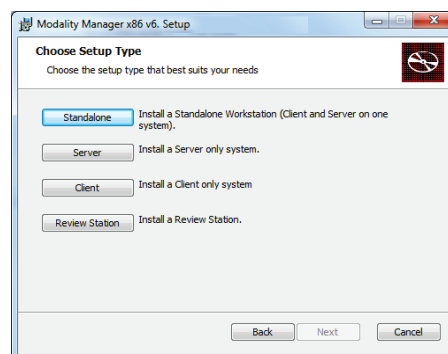 Modality Manager x86 v6. Setup
Choose Setup Type
Choose the setup type that best suits your needs
Standalone
Install a Standalone Workstation (Client and Server on one
system).
Server
Install a Server only system.
Client
Install a Client only system
Review Station
Install a Review Station.
Back
Next
Cancel